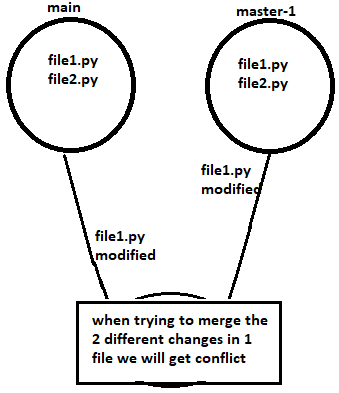 main
master-1
file1.py
file2.py
file1.py
file2.py
file1.py
modified
file1.py
modified
when trying to merge the
2 different changes in 1
file we will get conflict